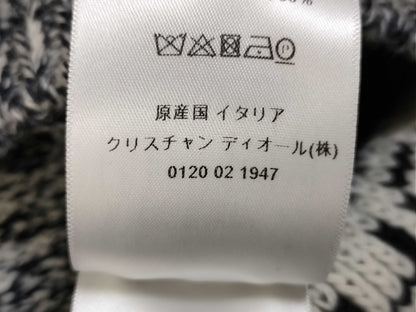 原産国 イタリア
クリスチャン ディオール(株)
0120 02 1947